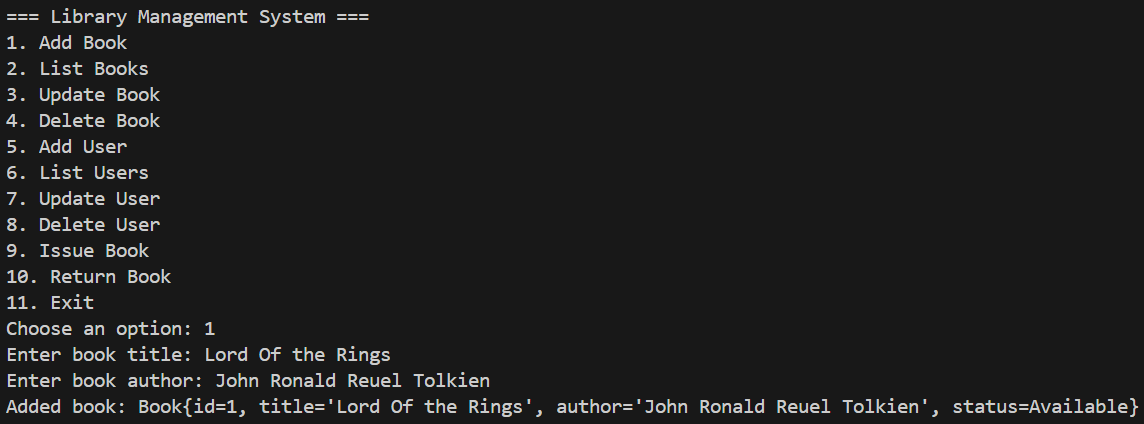 === Library Management System ===
1. Add Book
2. List Books
3. Update Book
4. Delete Book
5. Add User
6. List Users
7. Update User
8. Delete User
9. Issue Book
10. Return Book
11. Exit
Choose an option: 1
Enter book title: Lord Of the Rings
Enter book author: John Ronald Reuel Tolkien
Added book: Book{id=1, title='Lord Of the Rings', author='John Ronald Reuel Tolkien', status=Available}